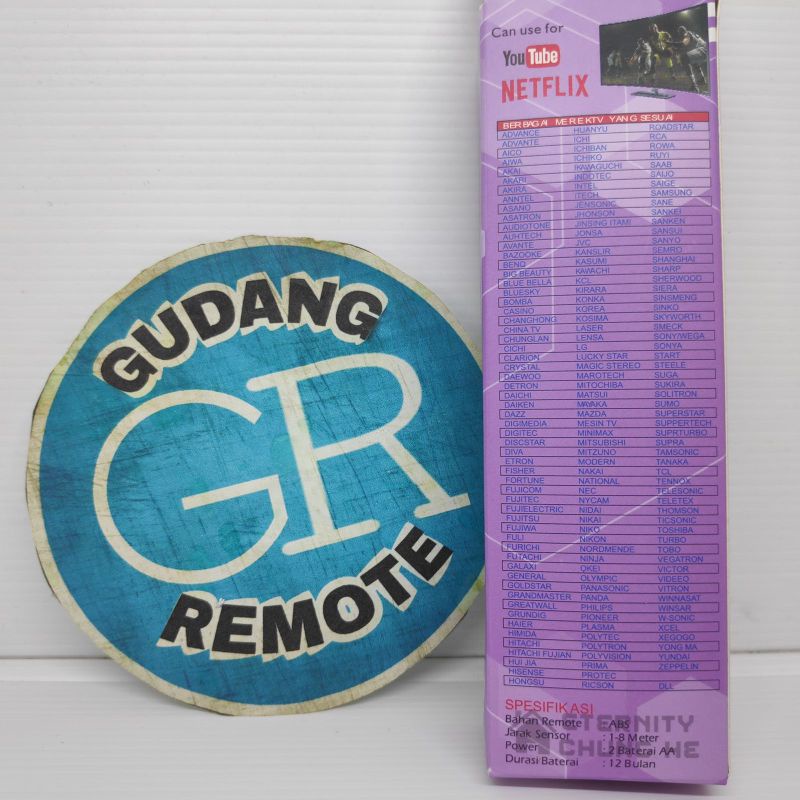 GUDANG
GR
REMOTE
Can use for
YouTube
NETFLIX
BERBAGAI MEREK TV YANG SESUAI
ADVANCE HUANYU ROADSTAR
ADVANTE ICHI RCA
AICO ICHIBAN ROWA
AIWA ICHIKO RUYI
AKAI IKAVAGUCHI SAAB
AKARI INDOTEC SAIJO
AKIRA INTEL SAIGE
ANNTEL ITECH SAMSUNG
ASANO JENSONIC SANE
ASATRON JHONSON SANKEI
AUDIOTONE JINSING ITAMI SANKEN
AUHTECH JONSA SANSUI
AVANTE JVC SANYO
BAZOOKE KANSLIR SEMRO
BENQ KASUMI SHANGHAI
BIG BEAUTY KAWACHI SHARP
BLUE BELLA KCL SHERWOOD
BLUESKY KIRARA SIERA
BOMBA KONKA SINSMENG
CASINO KOREA SINKO
CHANGHONG KOSIMA SKYWORTH
CHINA TV LASER SMECK
CHUNGLAN LENSA SONY/WEGA
CICHI LG SONYA
CLARION LUCKY STAR START
CRYSTAL MAGIC STEREO STEELE
DAEWOO MAROTECH SUGA
DETRON MITOCHIBA SUKIRA
DAICHI MATSUI SOLITRON
DAIKEN MAYAKA SUMO
DAZZ MAZDA SUPERSTAR
DIGIMEDIA MESIN TV SUPPERTECH
DIGITEC MINIMAX SUPRTURBO
DISCSTAR MITSUBISHI SUPRA
DIVA MITZUNO TAMSONIC
ETRON MODERN TANAKA
FISHER NAKAI TCL
FORTUNE NATIONAL TENNOX
FUJICOM NEC TELESONIC
FUJITEC NYCAM TELETEX
FUJIELECTRIC NIDAI THOMSON
FUJITSU NIKAI TICSONIC
FUJIWA NIKO TOSHIBA
FULI NIKON TURBO
FURICHI NORDMENDE TOBO
FUTACHI NINJA VEGATRON
GALAXI OKEI VICTOR
GENERAL OLYMPIC VIDEEO
GOLDSTAR PANASONIC VITRON
GRANDMASTER PANDA WINNASAT
GREATWALL PHILIPS WINSAR
GRUNDIG PIONEER W-SONIC
HAIER PLASMA XCEL
HIMIDA POLYTEC XEGOGO
HITACHI POLYTRON YONG MA
HITACHI FUJIAN POLYVISION YUNDAI
HUI JIA PRIMA ZEPPELIN
HISENSE PROTEC
HONGSU RICSON DLL
SPESIFIKASI
Bahan Remote : ABS
Jarak Sensor : 1-8 Meter
Power : 2 Baterai AA
Durasi Baterai : 12 Bulan
ETERNITY